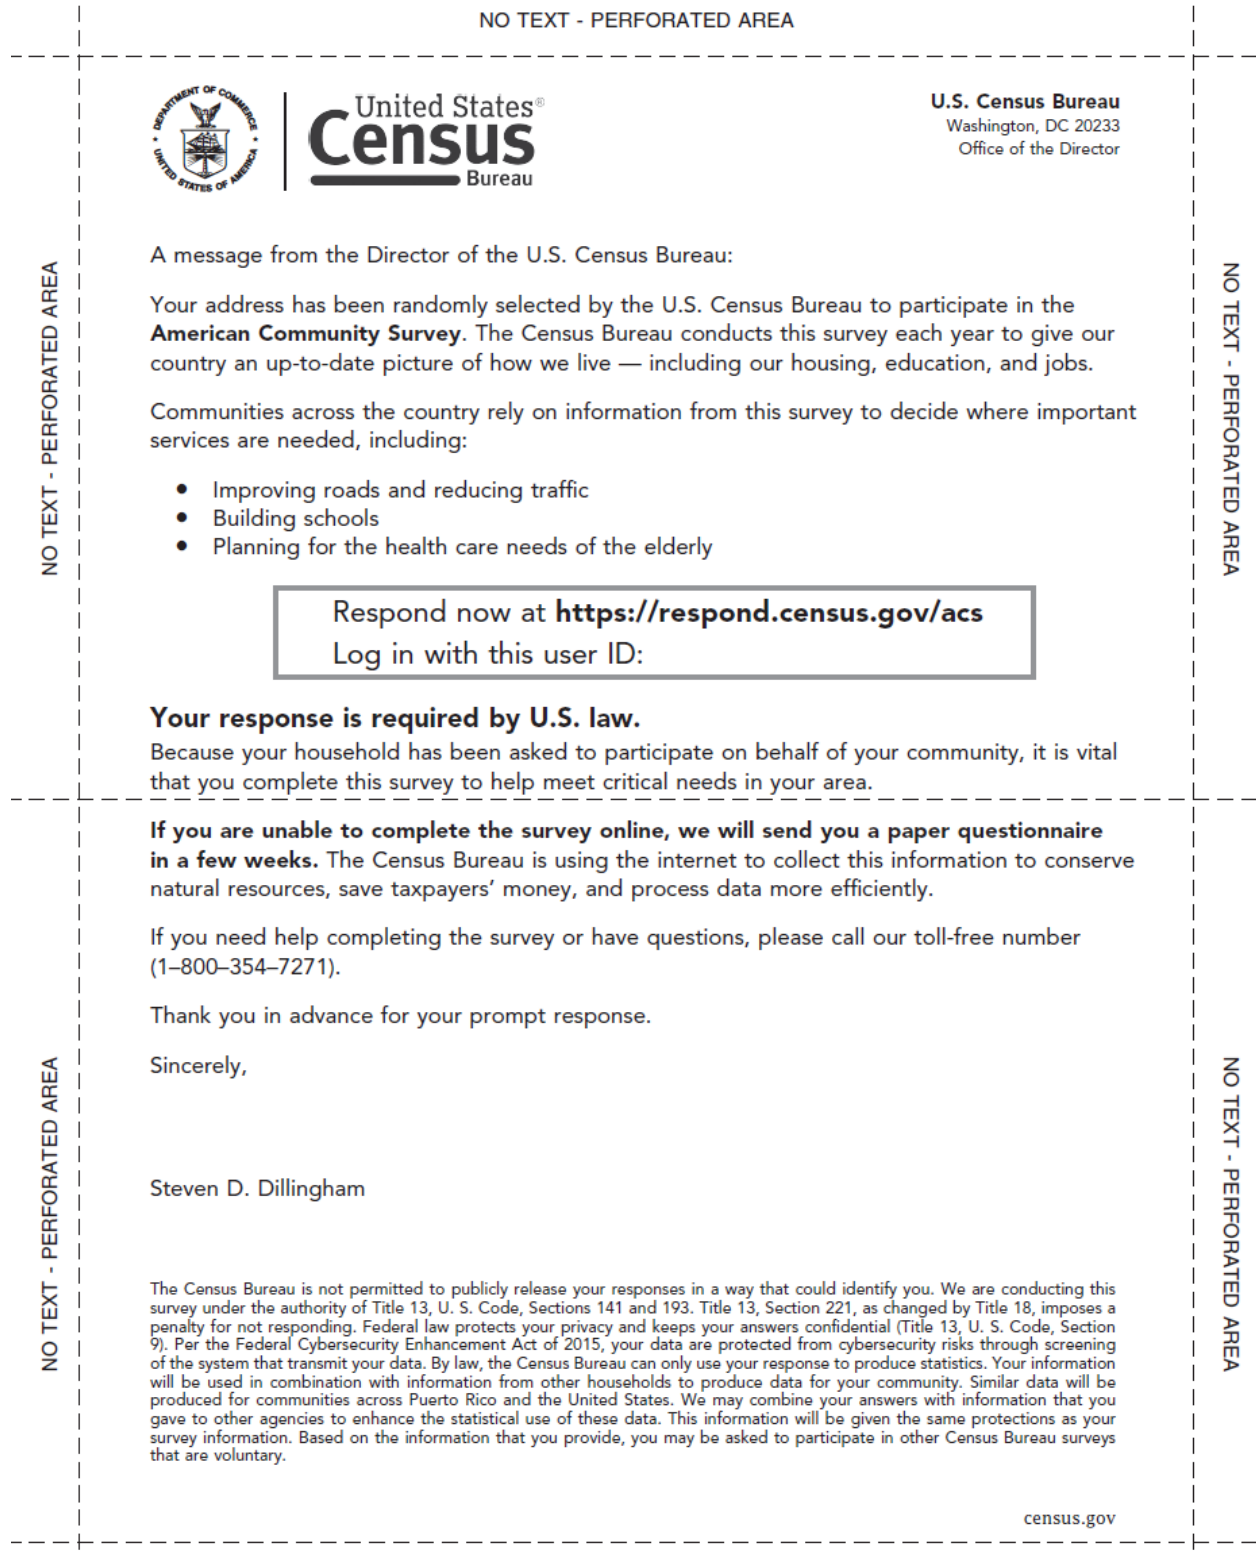 NO TEXT - PERFORATED AREA
DEPARTMENT OF COMMERCE
UNITED STATES OF AMERICA
United States®
Census
Bureau
U.S. Census Bureau
Washington, DC 20233
Office of the Director
A message from the Director of the U.S. Census Bureau:
Your address has been randomly selected by the U.S. Census Bureau to participate in the
American Community Survey. The Census Bureau conducts this survey each year to give our
country an up-to-date picture of how we live — including our housing, education, and jobs.
Communities across the country rely on information from this survey to decide where important
services are needed, including:
• Improving roads and reducing traffic
• Building schools
• Planning for the health care needs of the elderly
NO TEXT - PERFORATED AREA
NO TEXT - PERFORATED AREA
Respond now at https://respond.census.gov/acs
Log in with this user ID:
Your response is required by U.S. law.
Because your household has been asked to participate on behalf of your community, it is vital
that you complete this survey to help meet critical needs in your area.
If you are unable to complete the survey online, we will send you a paper questionnaire
in a few weeks. The Census Bureau is using the internet to collect this information to conserve
natural resources, save taxpayers' money, and process data more efficiently.
If you need help completing the survey or have questions, please call our toll-free number
(1–800–354–7271).
Thank you in advance for your prompt response.
Sincerely,
Steven D. Dillingham
NO TEXT - PERFORATED AREA
NO TEXT - PERFORATED AREA
The Census Bureau is not permitted to publicly release your responses in a way that could identify you. We are conducting this
survey under the authority of Title 13, U. S. Code, Sections 141 and 193. Title 13, Section 221, as changed by Title 18, imposes a
penalty for not responding. Federal law protects your privacy and keeps your answers confidential (Title 13, U. S. Code, Section
9). Per the Federal Cybersecurity Enhancement Act of 2015, your data are protected from cybersecurity risks through screening
of the system that transmit your data. By law, the Census Bureau can only use your response to produce statistics. Your information
will be used in combination with information from other households to produce data for your community. Similar data will be
produced for communities across Puerto Rico and the United States. We may combine your answers with information that you
gave to other agencies to enhance the statistical use of these data. This information will be given the same protections as your
survey information. Based on the information that you provide, you may be asked to participate in other Census Bureau surveys
that are voluntary.
census.gov